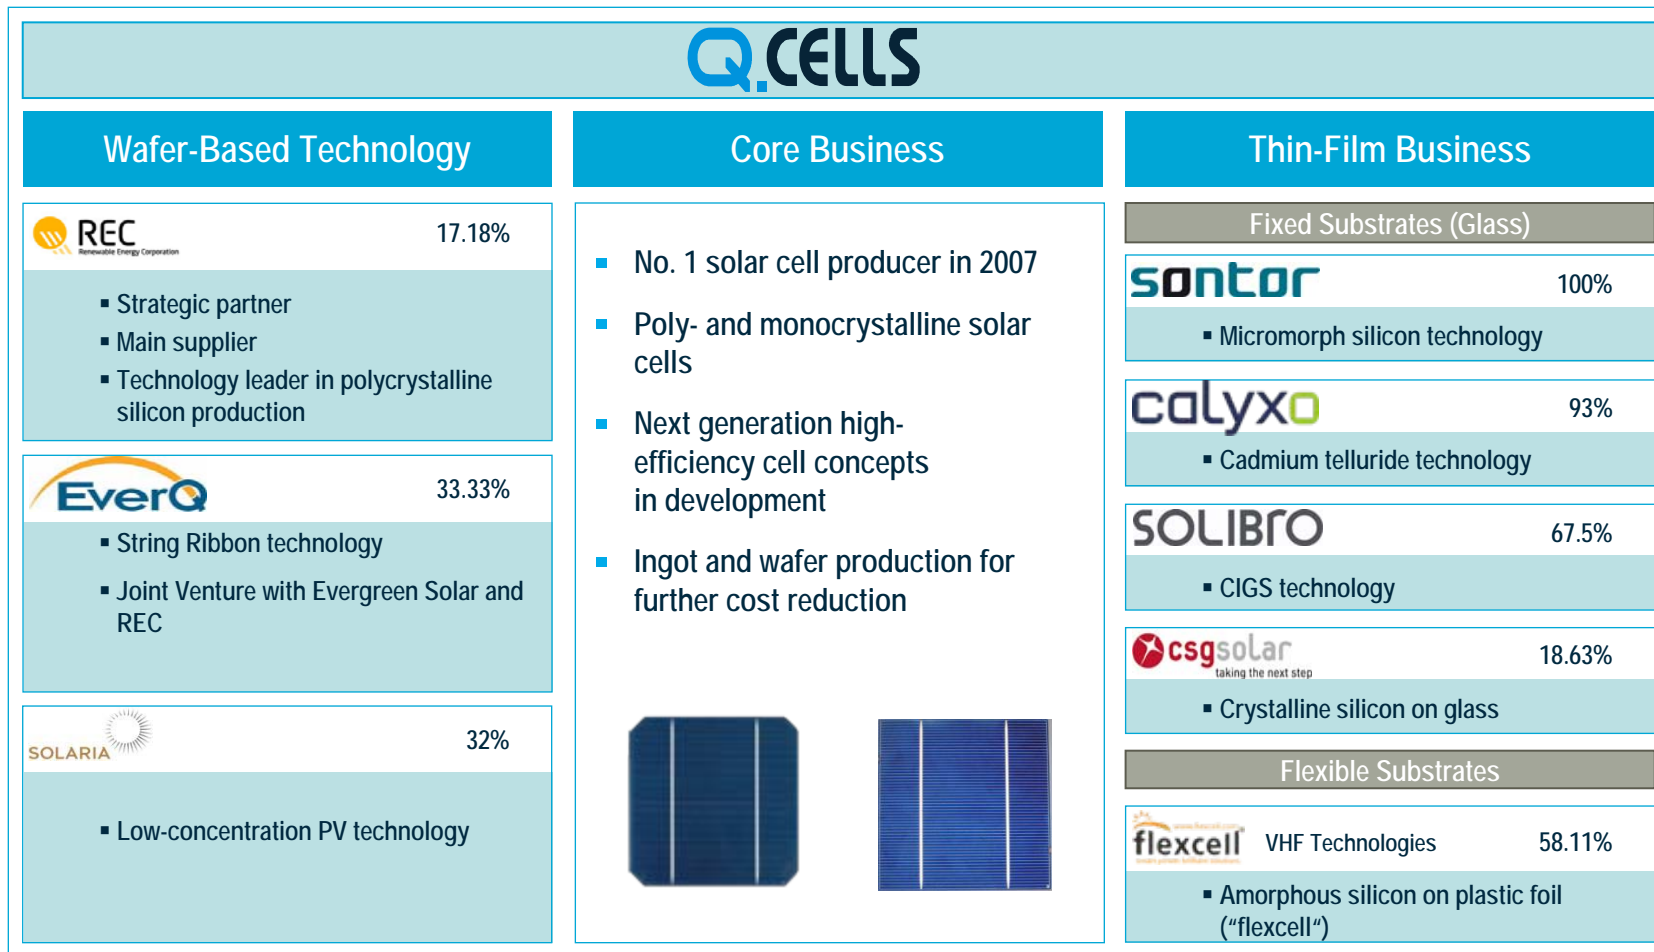 Q.CELLS
Wafer-Based Technology
REC
Renewable Energy Corporation
17.18%
▪ Strategic partner
▪ Main supplier
▪ Technology leader in polycrystalline
silicon production
EverQ
33.33%
▪ String Ribbon technology
▪ Joint Venture with Evergreen Solar and
REC
SOLARIA
32%
▪ Low-concentration PV technology
Core Business
▪ No. 1 solar cell producer in 2007
▪ Poly- and monocrystalline solar
cells
▪ Next generation high-
efficiency cell concepts
in development
▪ Ingot and wafer production for
further cost reduction
Thin-Film Business
Fixed Substrates (Glass)
sontor
100%
▪ Micromorph silicon technology
calyxo
93%
▪ Cadmium telluride technology
SOLIBrO
67.5%
▪ CIGS technology
csgsolar
taking the next step
18.63%
▪ Crystalline silicon on glass
Flexible Substrates
flexcell
VHF Technologies
58.11%
▪ Amorphous silicon on plastic foil
(“flexcell“)